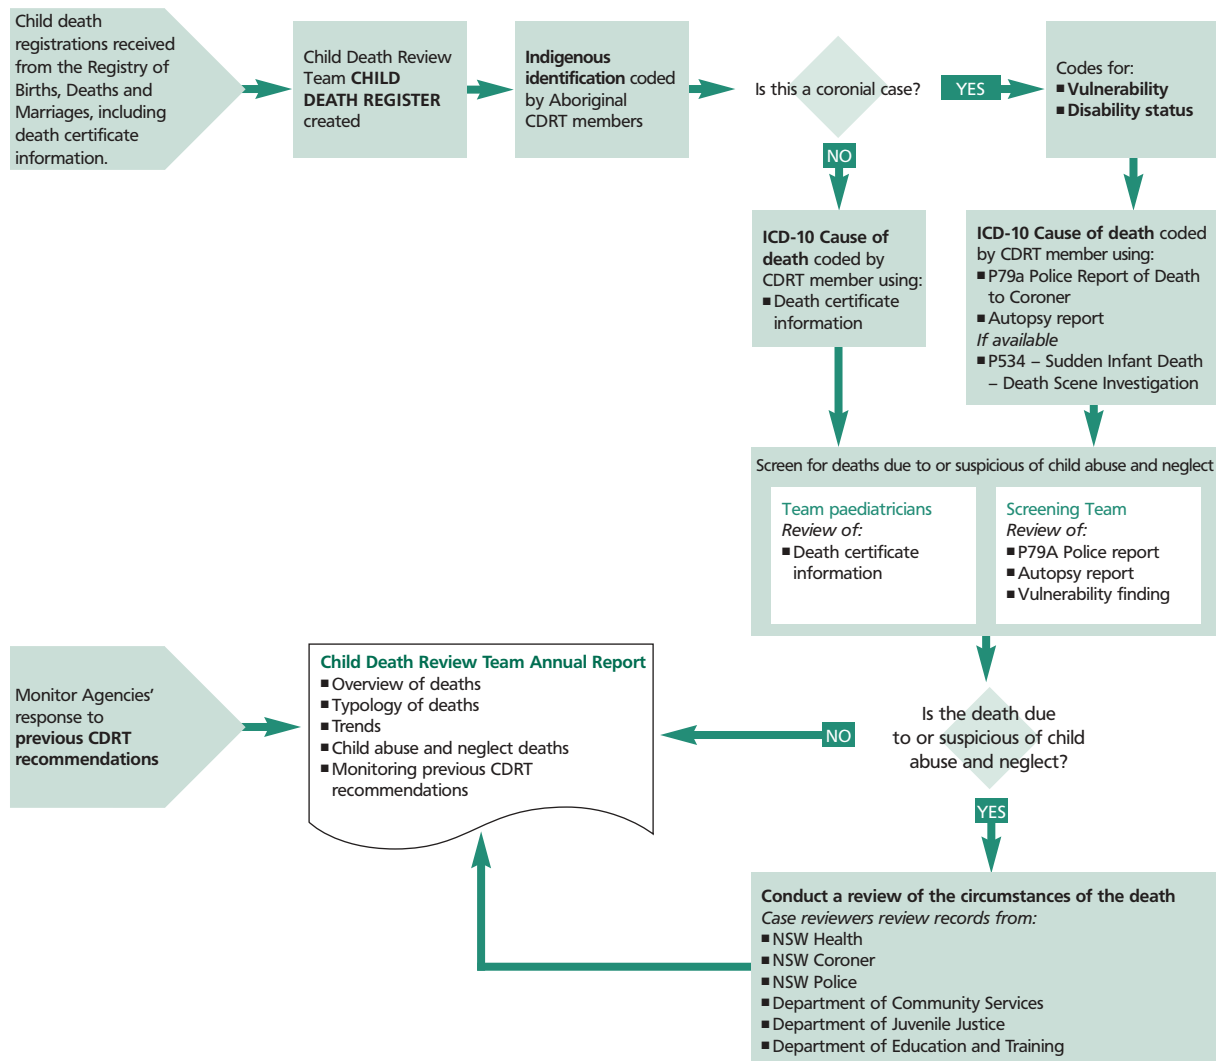 Child death
registrations received
from the Registry of
Births, Deaths and
Marriages, including
death certificate
information.
Child Death Review
Team CHILD
DEATH REGISTER
created
Indigenous
identification coded
by Aboriginal
CDRT members
Is this a coronial case?
YES
Codes for:
■ Vulnerability
■ Disability status
NO
ICD-10 Cause of
death coded by
CDRT member using:
■ Death certificate
information
ICD-10 Cause of death coded
by CDRT member using:
■ P79a Police Report of Death
to Coroner
■ Autopsy report
If available
■ P534 – Sudden Infant Death
– Death Scene Investigation
Screen for deaths due to or suspicious of child abuse and neglect
Team paediatricians
Review of:
■ Death certificate
information
Screening Team
Review of:
■ P79A Police report
■ Autopsy report
■ Vulnerability finding
Monitor Agencies'
response to
previous CDRT
recommendations
Child Death Review Team Annual Report
■ Overview of deaths
■ Typology of deaths
■ Trends
■ Child abuse and neglect deaths
■ Monitoring previous CDRT
recommendations
NO
Is the death due
to or suspicious of child
abuse and neglect?
YES
Conduct a review of the circumstances of the death
Case reviewers review records from:
■ NSW Health
■ NSW Coroner
■ NSW Police
■ Department of Community Services
■ Department of Juvenile Justice
■ Department of Education and Training